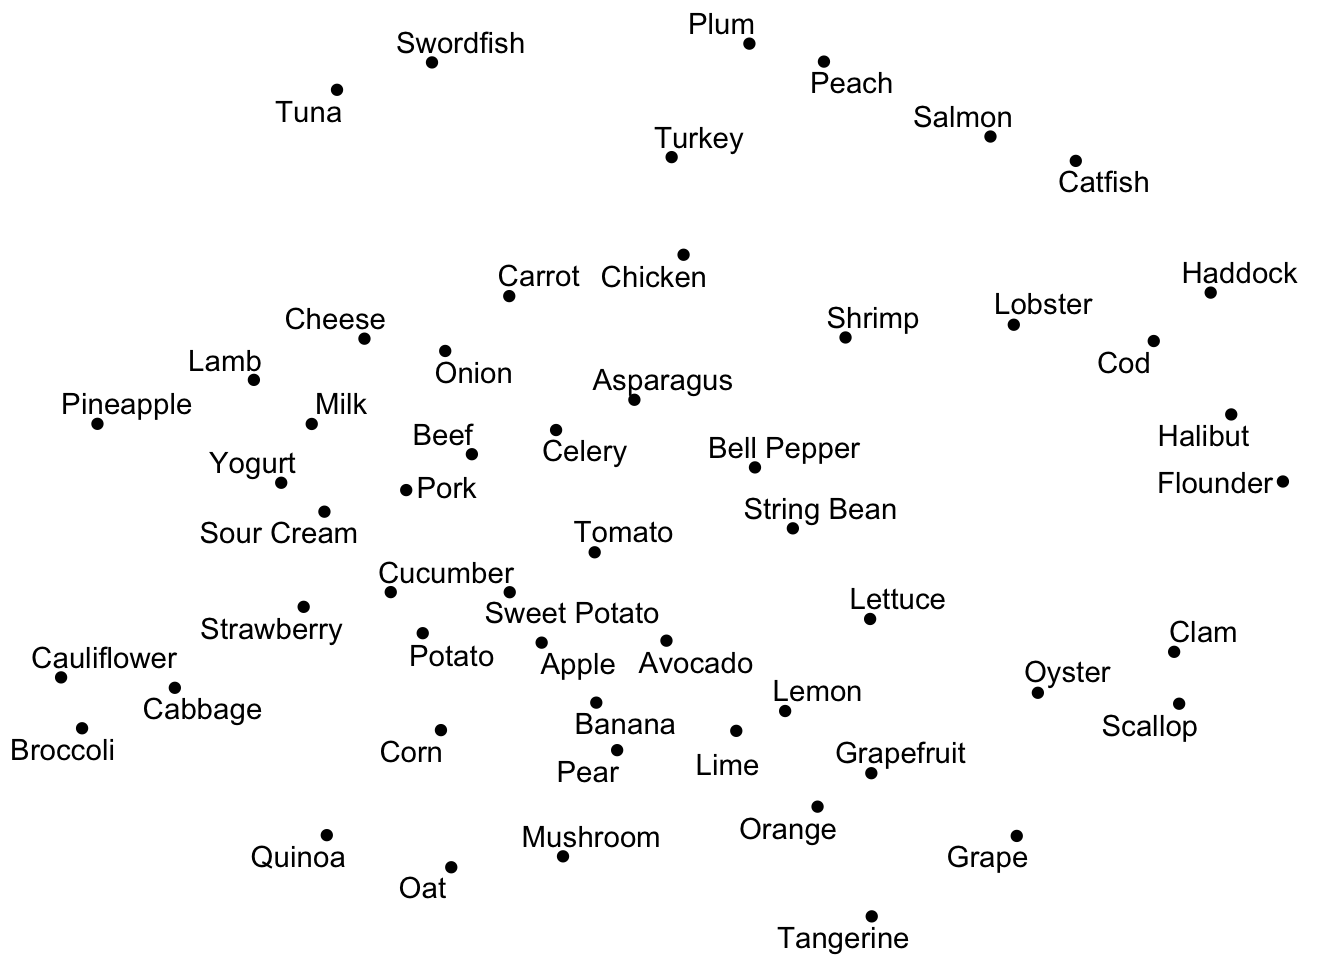 Plum
Swordfish
Peach
Tuna
Salmon
Turkey
Catfish
Haddock
Carrot
Chicken
Lobster
Cheese
Shrimp
Lamb
Cod
Onion
Asparagus
Pineapple
Milk
Beef
Halibut
Bell Pepper
Celery
Yogurt
Flounder
Pork
String Bean
Sour Cream
Tomato
Cucumber
Lettuce
Sweet Potato
Strawberry
Clam
Potato
Cauliflower
Apple
Avocado
Oyster
Lemon
Cabbage
Banana
Scallop
Broccoli
Corn
Grapefruit
Lime
Pear
Orange
Mushroom
Quinoa
Grape
Oat
Tangerine